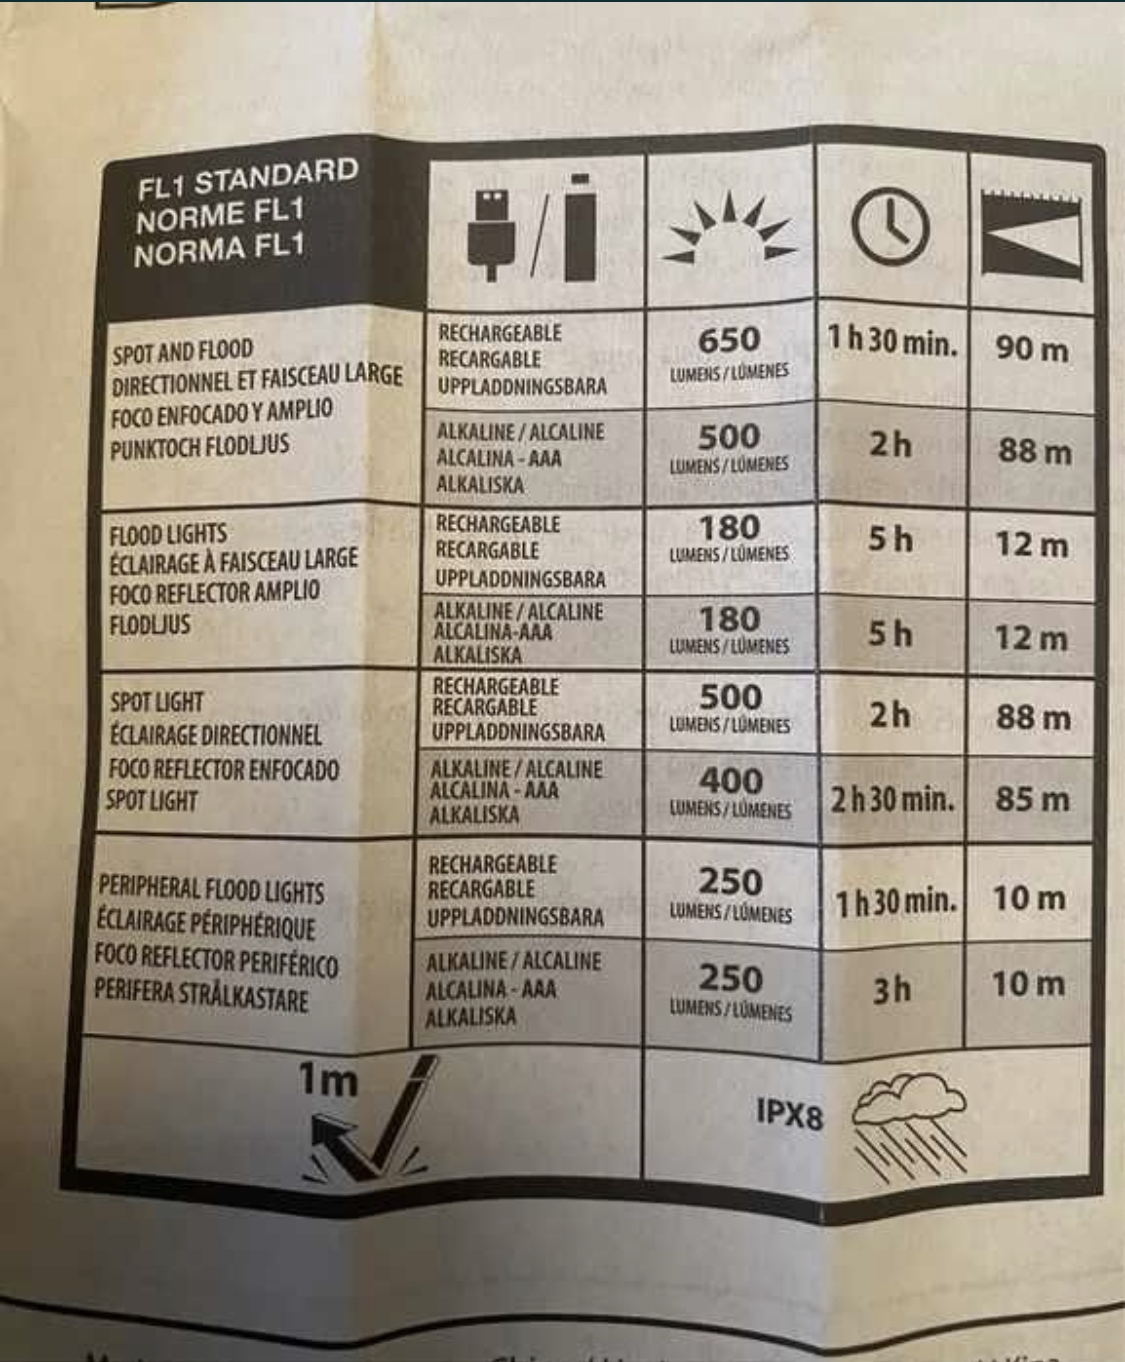 FL1 STANDARD
NORME FL1
NORMA FL1
SPOT AND FLOOD
DIRECTIONNEL ET FAISCEAU LARGE
FOCO ENFOCADO Y AMPLIO
PUNKTOCH FLODLJUS
RECHARGEABLE
RECARGABLE
UPPLADDNINGSBARA
650
LUMENS / LÚMENES
1 h 30 min.
90 m
ALKALINE / ALCALINE
ALCALINA - AAA
ALKALISKA
500
LUMENS / LÚMENES
2 h
88 m
FLOOD LIGHTS
ÉCLAIRAGE À FAISCEAU LARGE
FOCO REFLECTOR AMPLIO
FLODLJUS
RECHARGEABLE
RECARGABLE
UPPLADDNINGSBARA
180
LUMENS / LÚMENES
5 h
12 m
ALKALINE / ALCALINE
ALCALINA-AAA
ALKALISKA
180
LUMENS / LÚMENES
5 h
12 m
SPOT LIGHT
ÉCLAIRAGE DIRECTIONNEL
FOCO REFLECTOR ENFOCADO
SPOT LIGHT
RECHARGEABLE
RECARGABLE
UPPLADDNINGSBARA
500
LUMENS / LÚMENES
2 h
88 m
ALKALINE / ALCALINE
ALCALINA - AAA
ALKALISKA
400
LUMENS / LÚMENES
2 h 30 min.
85 m
PERIPHERAL FLOOD LIGHTS
ÉCLAIRAGE PÉRIPHÉRIQUE
FOCO REFLECTOR PERIFÉRICO
PERIFERA STRÅLKASTARE
RECHARGEABLE
RECARGABLE
UPPLADDNINGSBARA
250
LUMENS / LÚMENES
1 h 30 min.
10 m
ALKALINE / ALCALINE
ALCALINA - AAA
ALKALISKA
250
LUMENS / LÚMENES
3 h
10 m
1m
IPX8